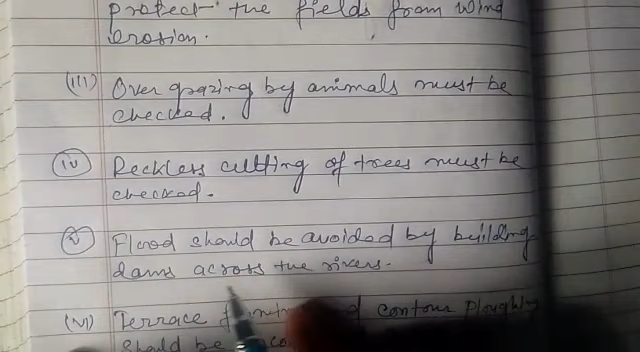 protect the fields from wind
erosion.
(iii) Over grazing by animals must be
checked.
(iv) Reckless cutting of trees must be
checked.
(v) Flood should be avoided by building
dams across the rivers.
(vi) Terrace contour Ploughing
should be